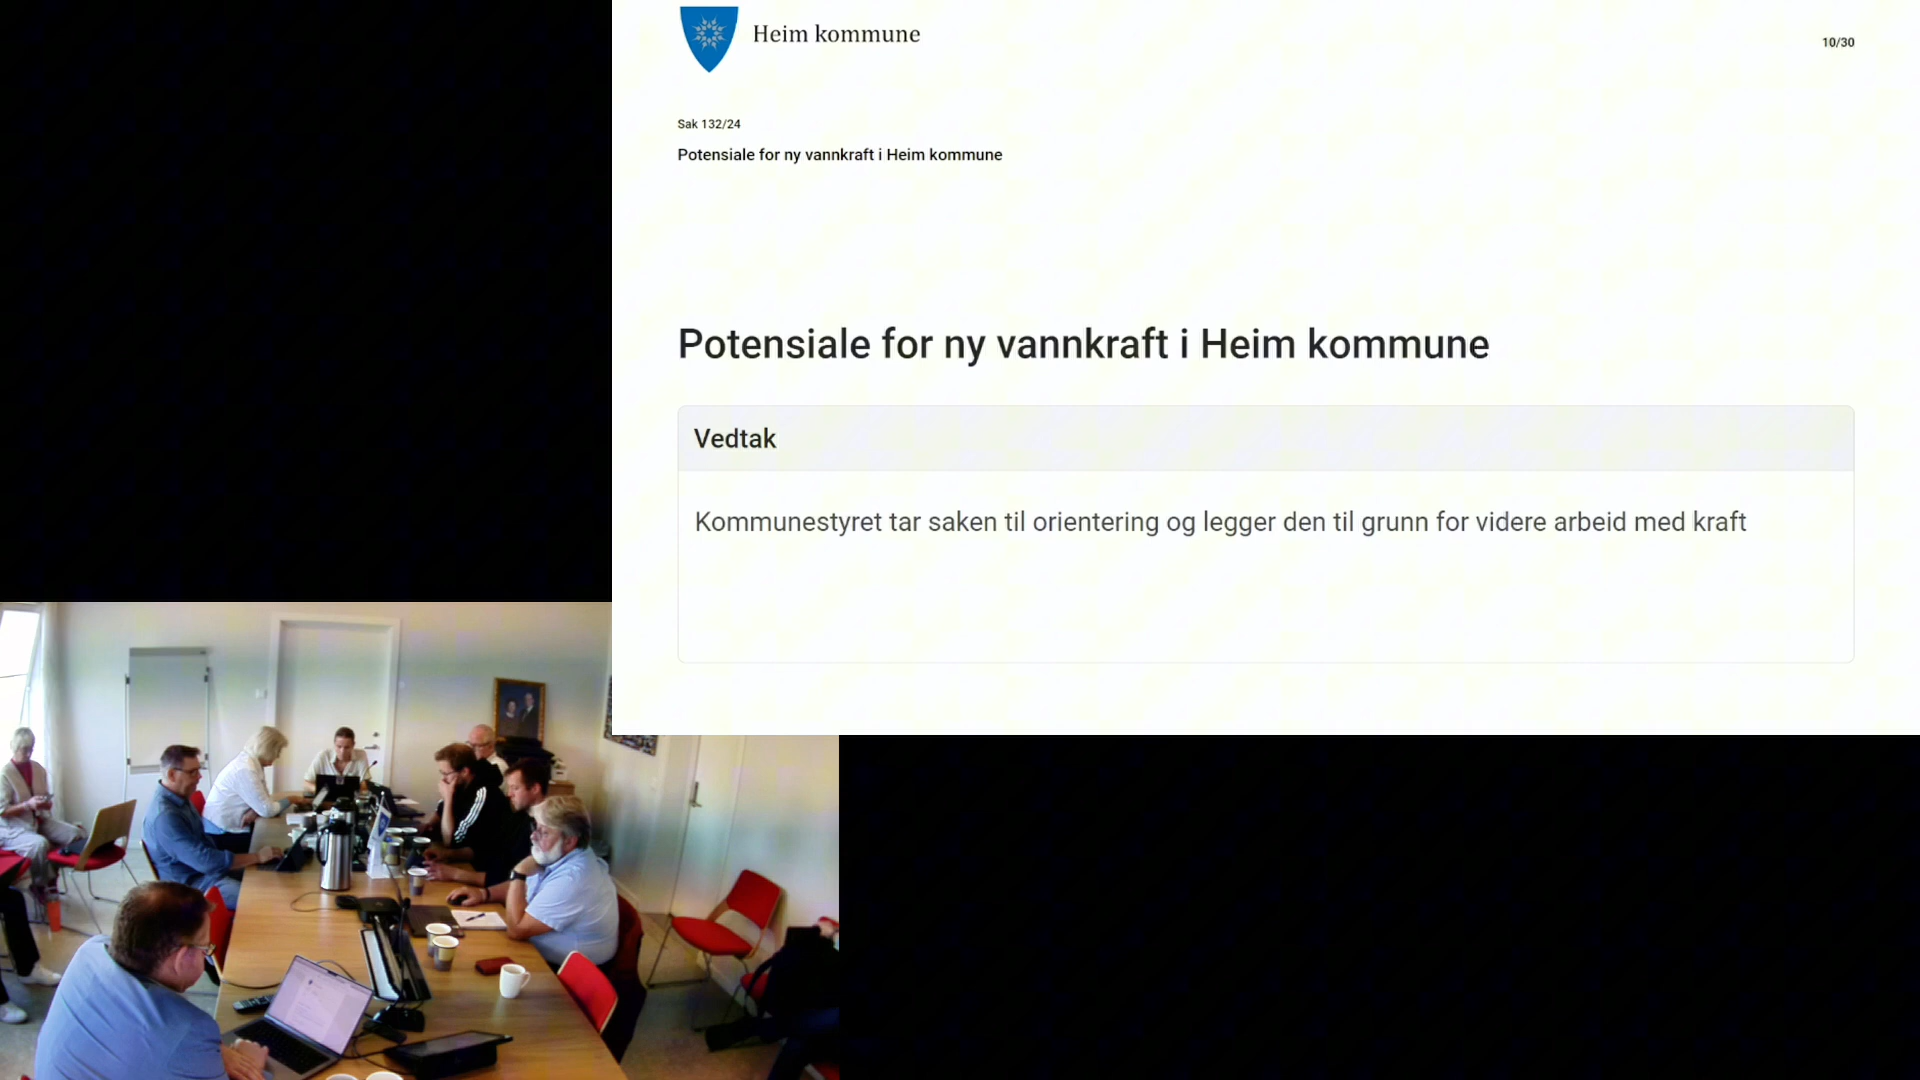 Heim kommune
10/30
Sak 132/24
Potensiale for ny vannkraft i Heim kommune
Potensiale for ny vannkraft i Heim kommune
Vedtak
Kommunestyret tar saken til orientering og legger den til grunn for videre arbeid med kraft